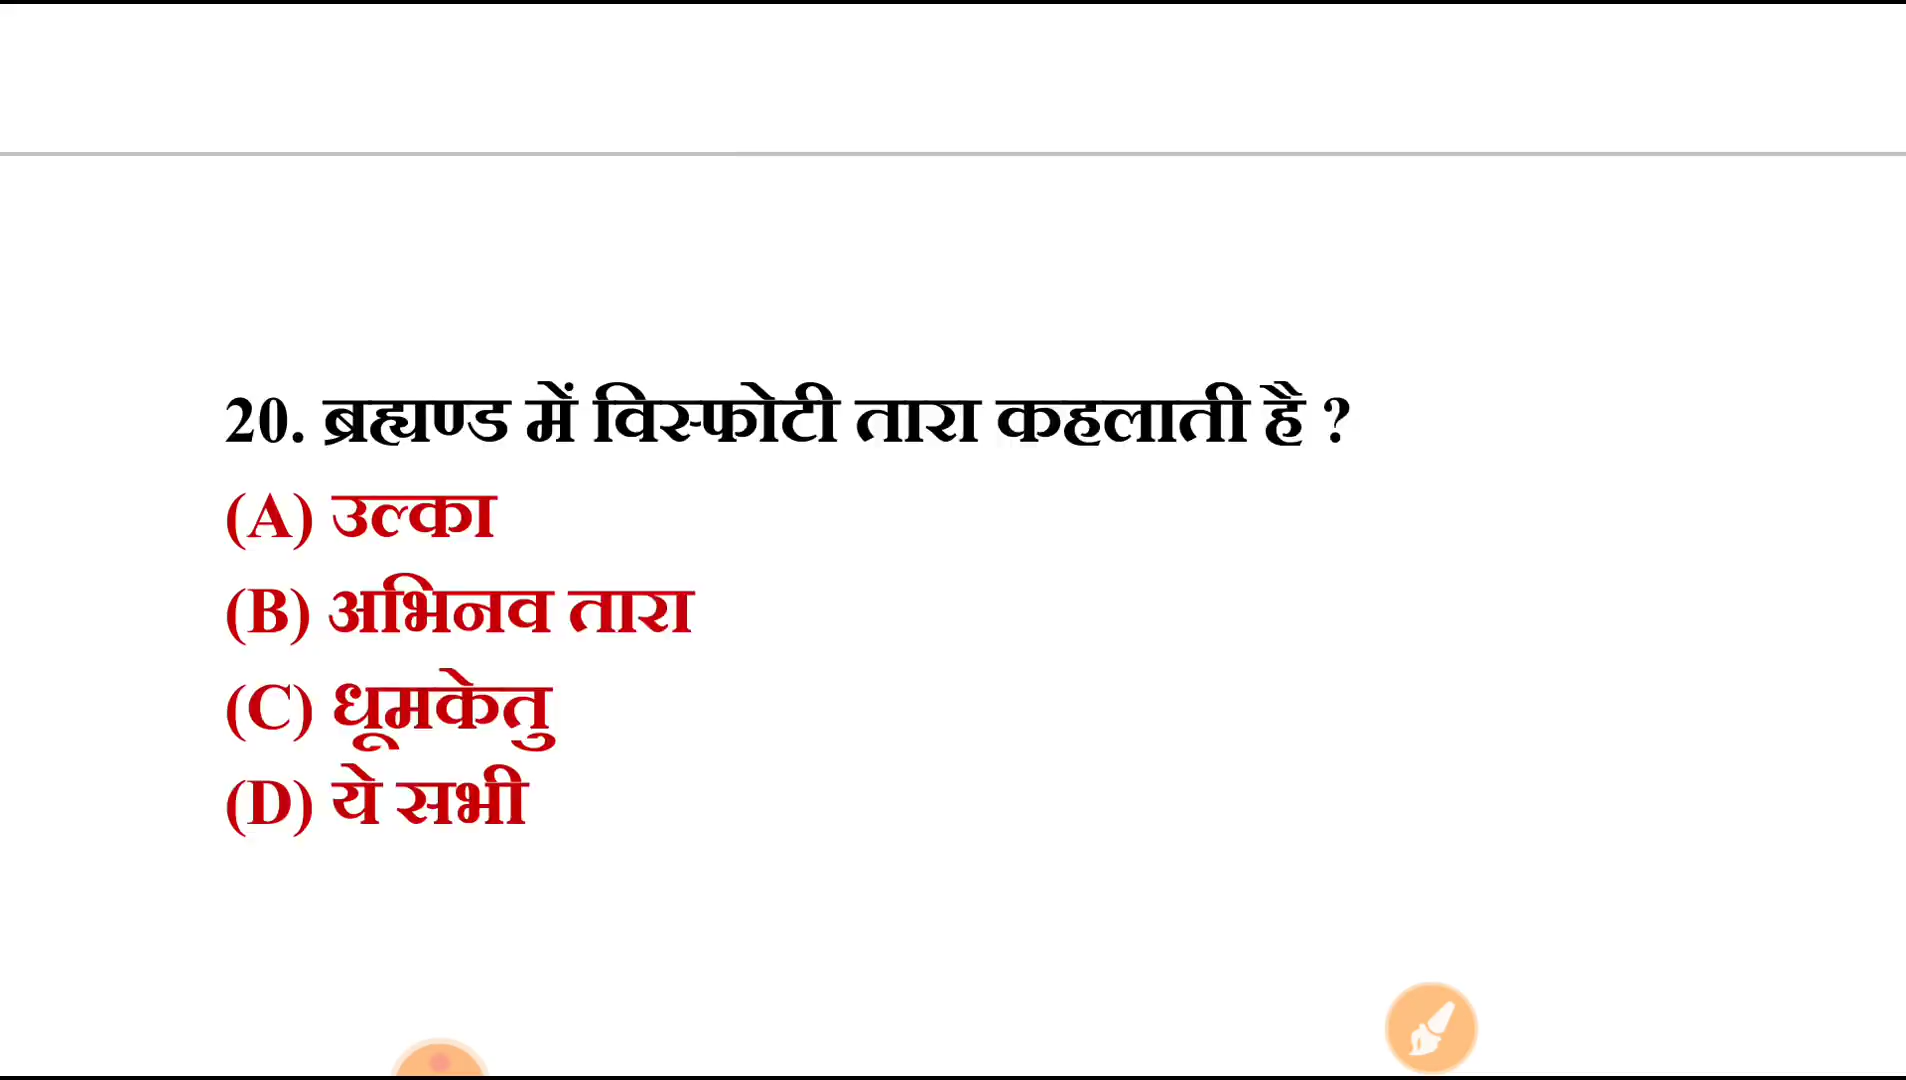 20. ब्रह्मण्ड में विस्फोटी तारा कहलाती है ?
(A) उल्का
(B) अभिनव तारा
(C) धूमकेतु
(D) ये सभी